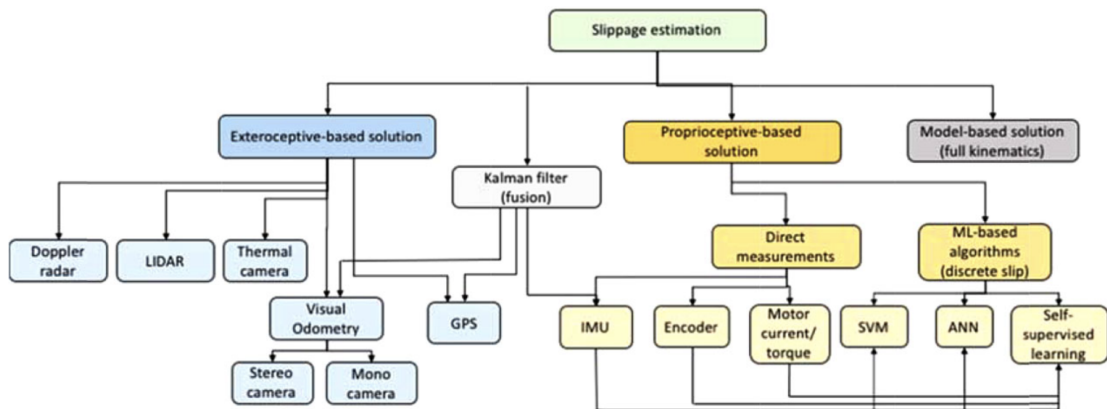 Slippage estimation
Exteroceptive-based solution
Proprioceptive-based
solution
Model-based solution
(full kinematics)
Kalman filter
(fusion)
Doppler
radar
LIDAR
Thermal
camera
Direct
measurements
ML-based
algorithms
(discrete slip)
Visual
Odometry
GPS
IMU
Encoder
Motor
current/
torque
SVM
ANN
Self-
supervised
learning
Stereo
camera
Mono
camera